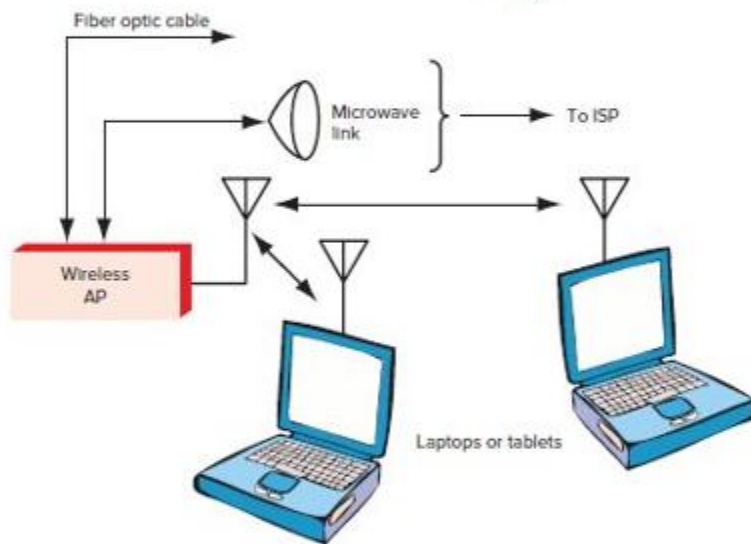 Fiber optic cable
Microwave
link
To ISP
Wireless
AP
Laptops or tablets